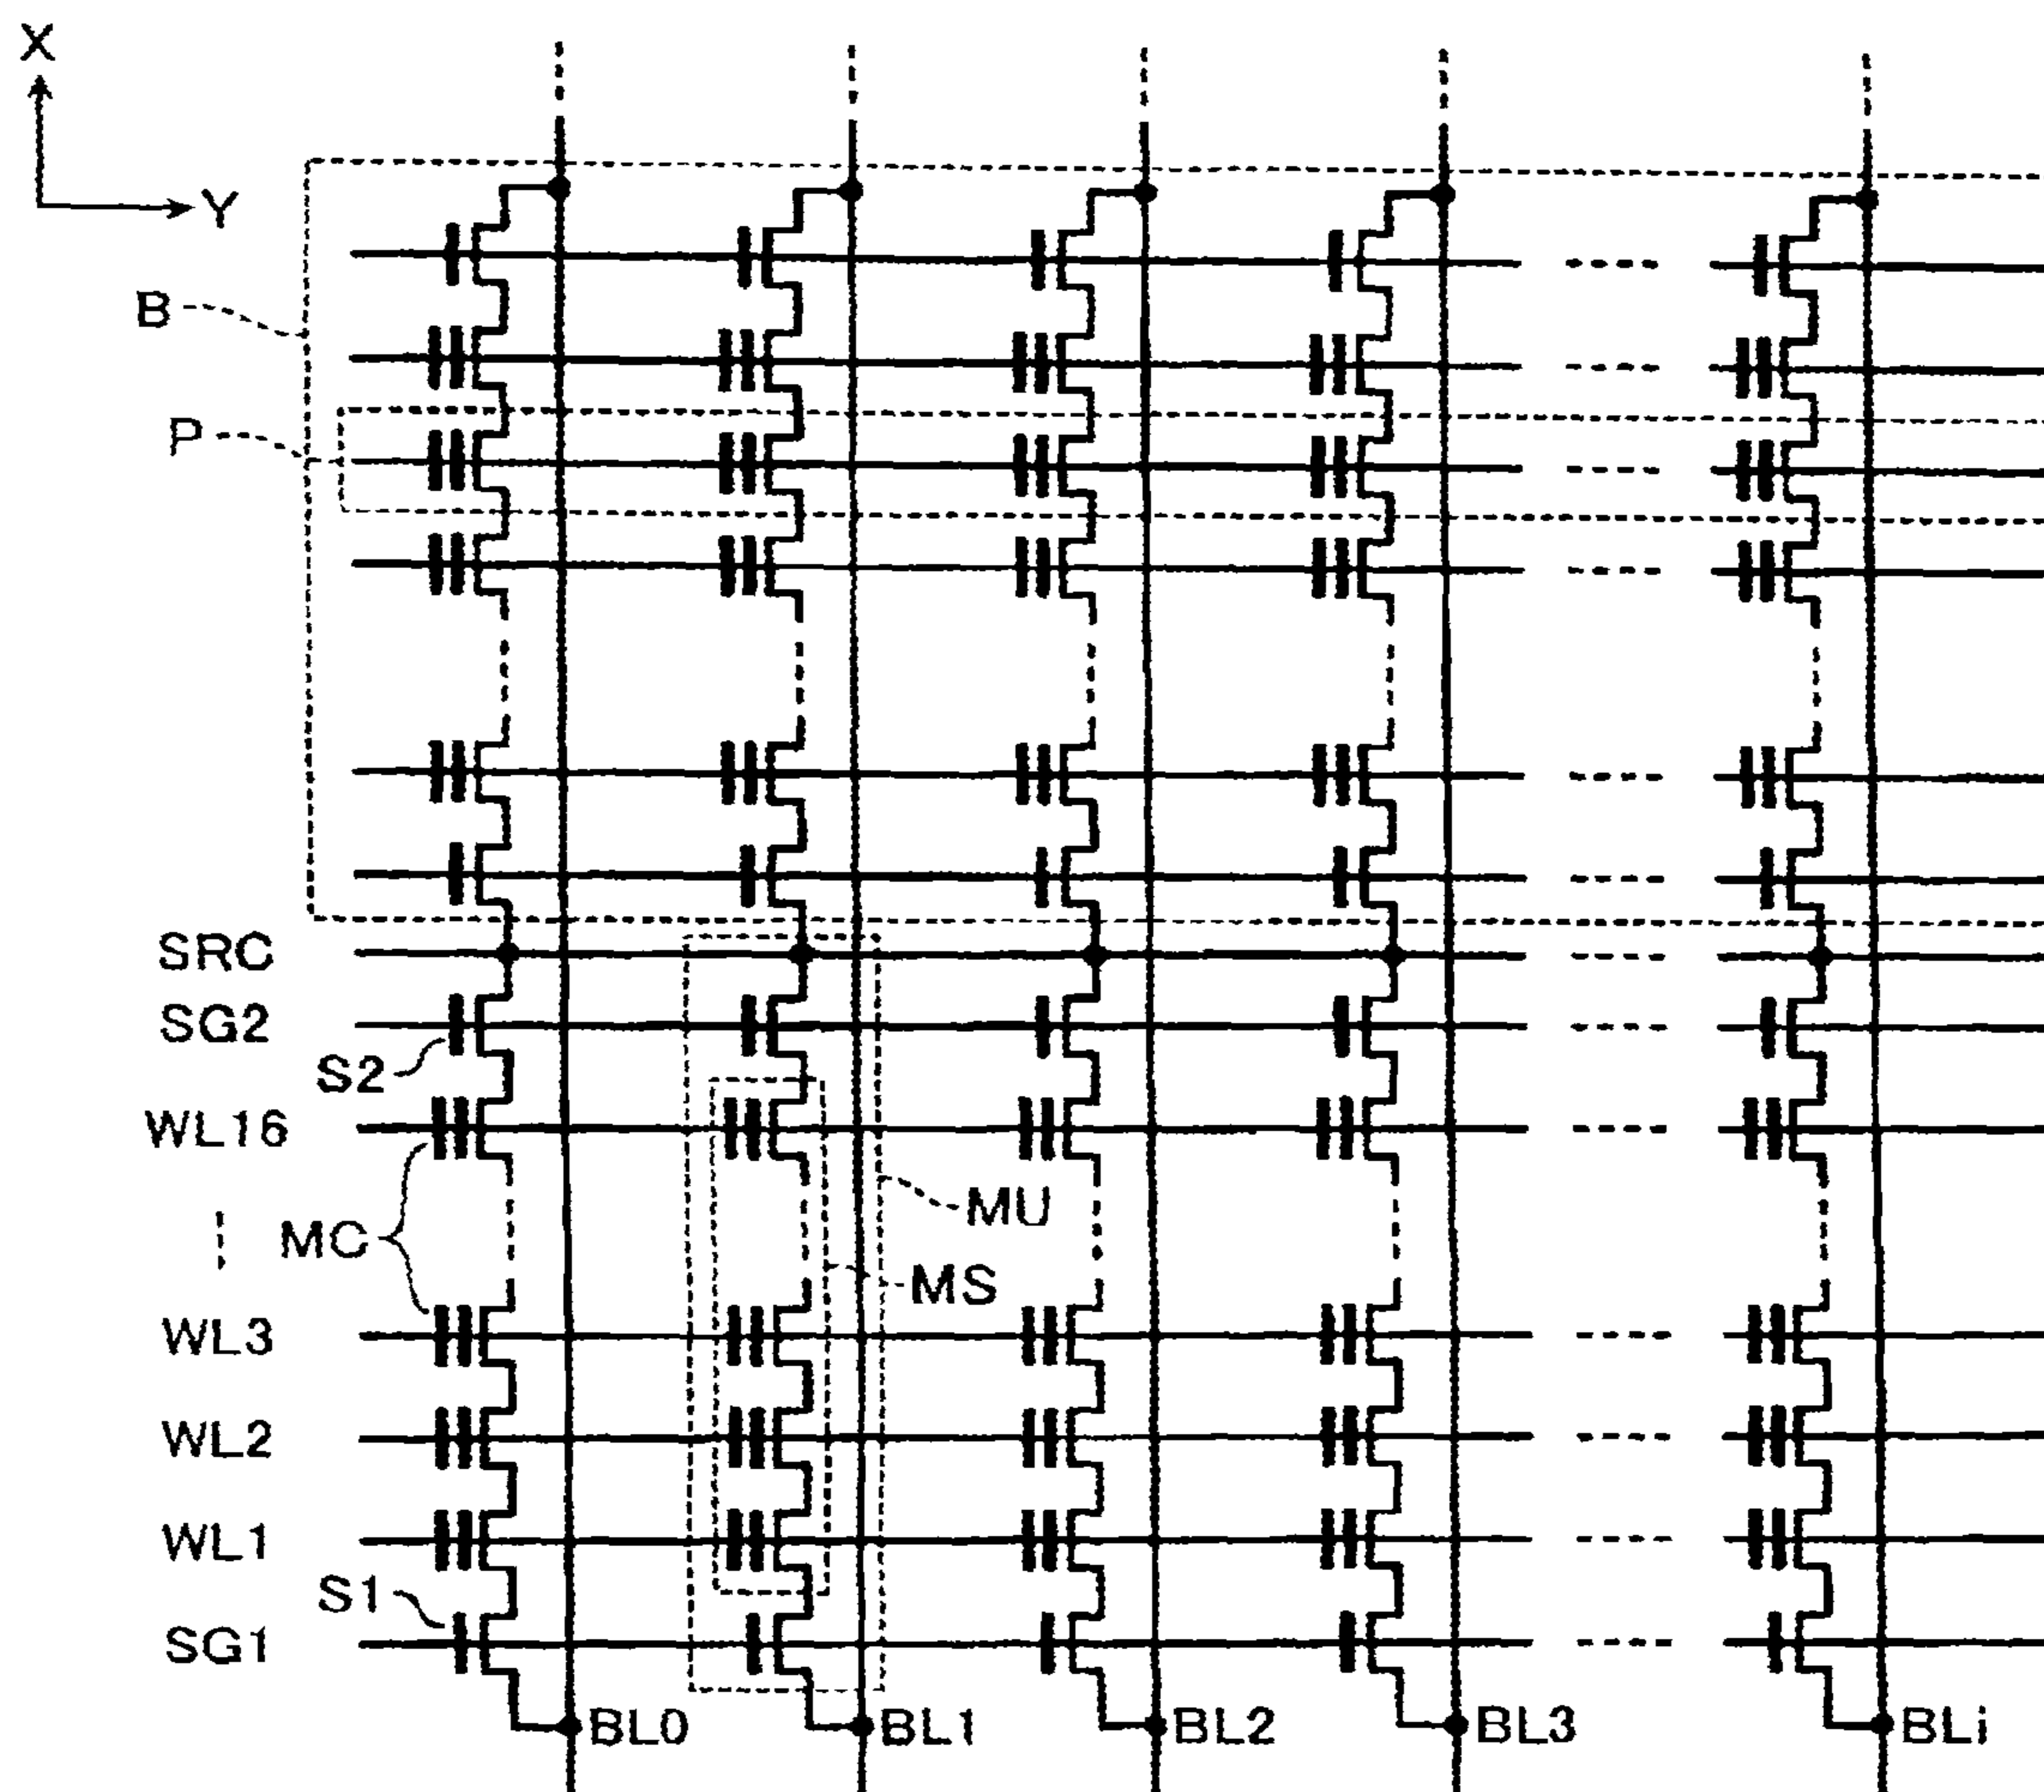 X
Y
B
P
SRC
SG2
S2
WL16
MU
MC
MS
WL3
WL2
WL1
S1
SG1
BL0 BL1 BL2 BL3 BLi